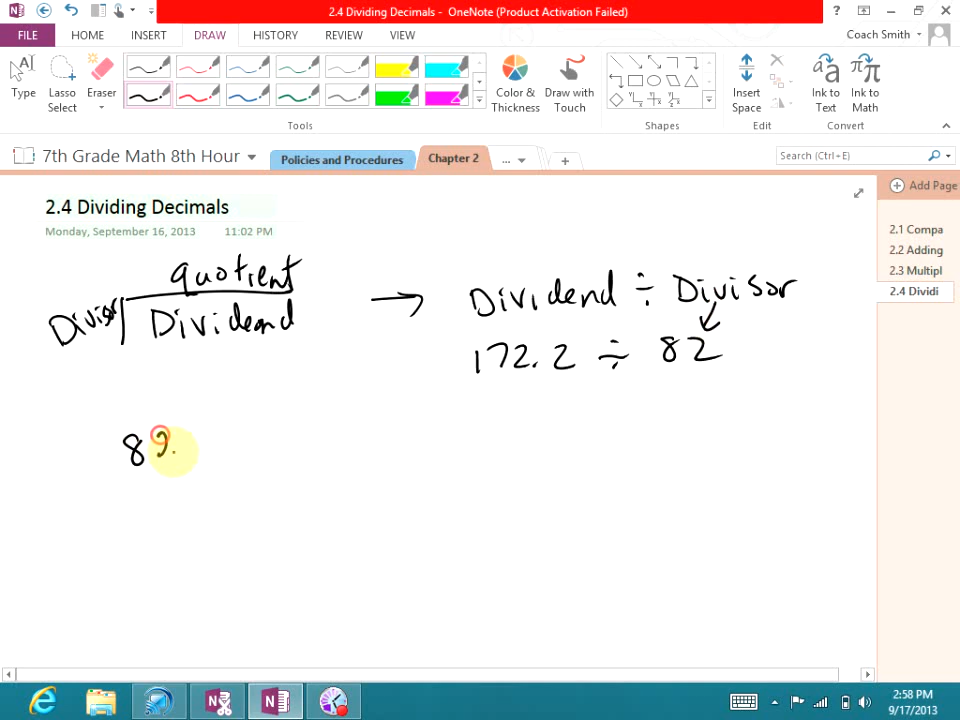 2.4 Dividing Decimals - OneNote (Product Activation Failed)
?
FILE HOME INSERT DRAW HISTORY REVIEW VIEW
Coach Smith
Type
Lasso Select
Eraser
Color & Thickness
Draw with Touch
Insert Space
Ink to Text
Ink to Math
Tools
Shapes
Edit
Convert
7th Grade Math 8th Hour
Policies and Procedures
Chapter 2
...
+
Search (Ctrl+E)
Add Page
2.4 Dividing Decimals
Monday, September 16, 2013 11:02 PM
2.1 Compa
2.2 Adding
2.3 Multipl
2.4 Dividi
quotient
Divisor Dividend → Dividend ÷ Divisor
172.2 ÷ 82
8
2:58 PM
9/17/2013